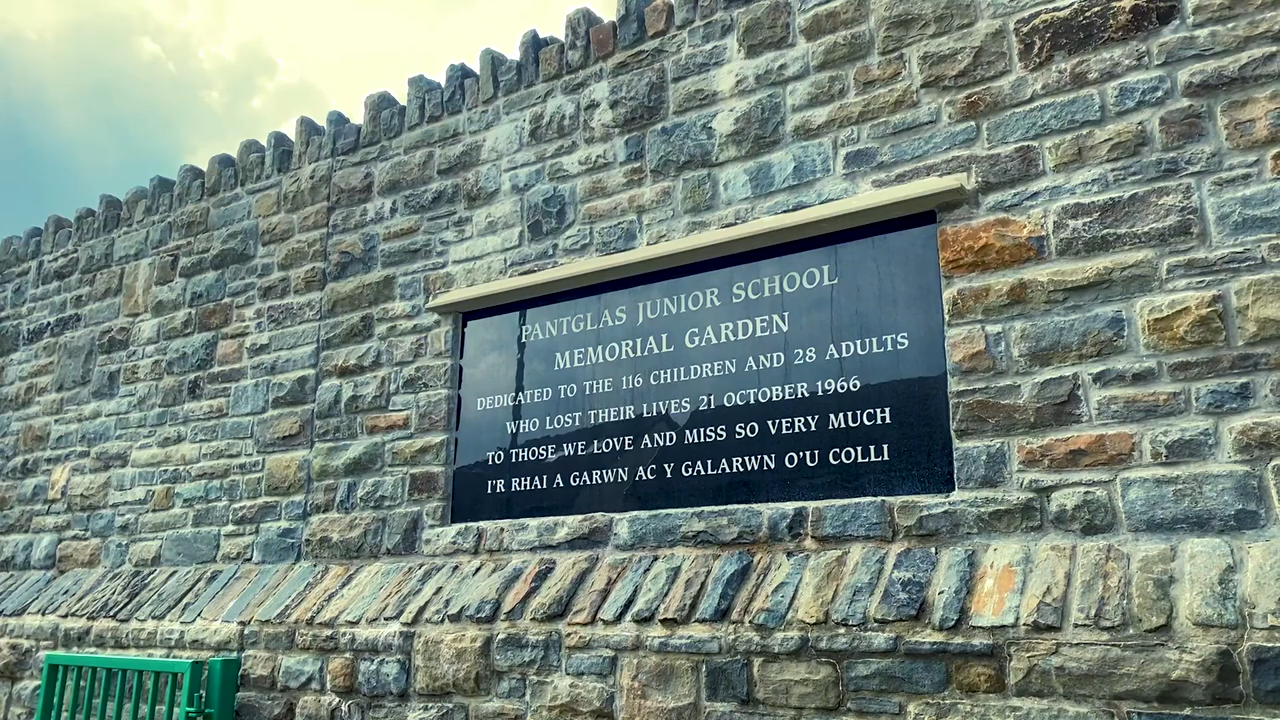 PANTGLAS JUNIOR SCHOOL
MEMORIAL GARDEN
DEDICATED TO THE 116 CHILDREN AND 28 ADULTS
WHO LOST THEIR LIVES 21 OCTOBER 1966
TO THOSE WE LOVE AND MISS SO VERY MUCH
I'R RHAI A GARWN AC Y GALARWN O'U COLLI